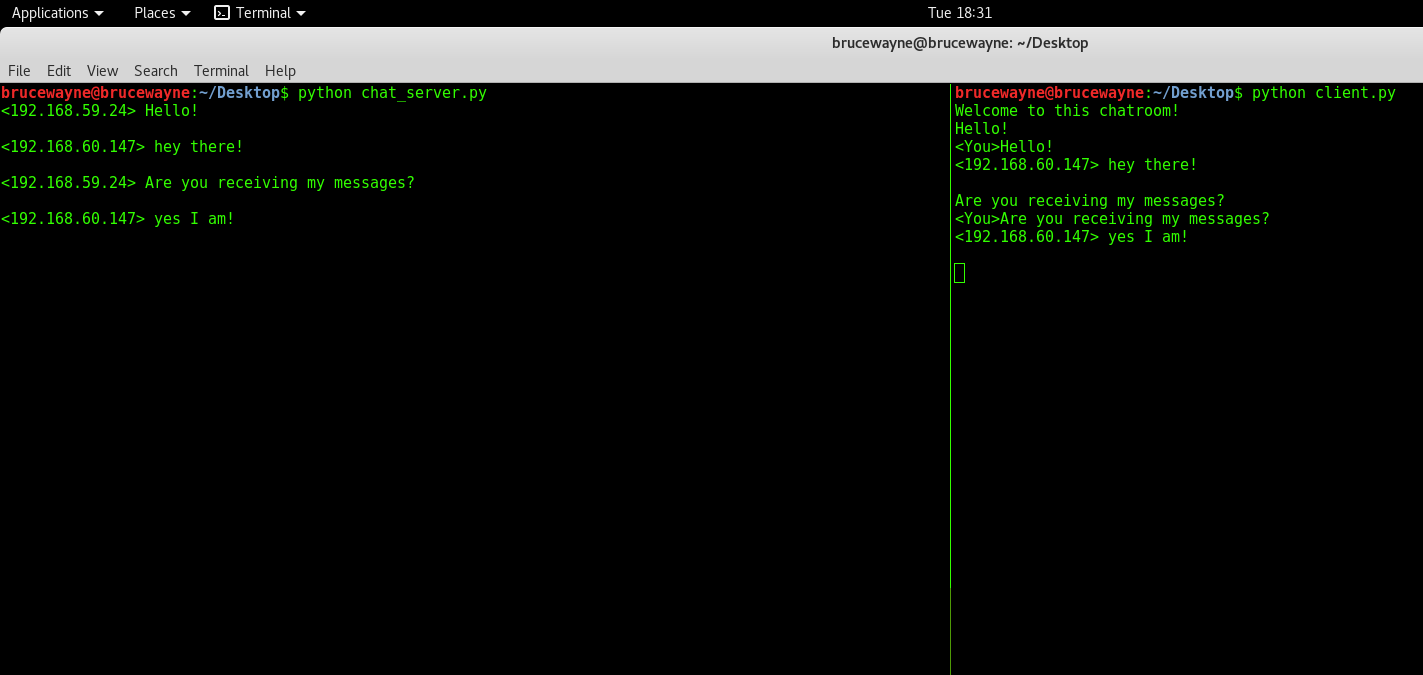 Applications Places Terminal Tue 18:31
brucewayne@brucewayne: ~/Desktop
File Edit View Search Terminal Help
brucewayne@brucewayne:~/Desktop$ python chat_server.py
<192.168.59.24> Hello!
<192.168.60.147> hey there!
<192.168.59.24> Are you receiving my messages?
<192.168.60.147> yes I am!
brucewayne@brucewayne:~/Desktop$ python client.py
Welcome to this chatroom!
Hello!
<You>Hello!
<192.168.60.147> hey there!
Are you receiving my messages?
<You>Are you receiving my messages?
<192.168.60.147> yes I am!